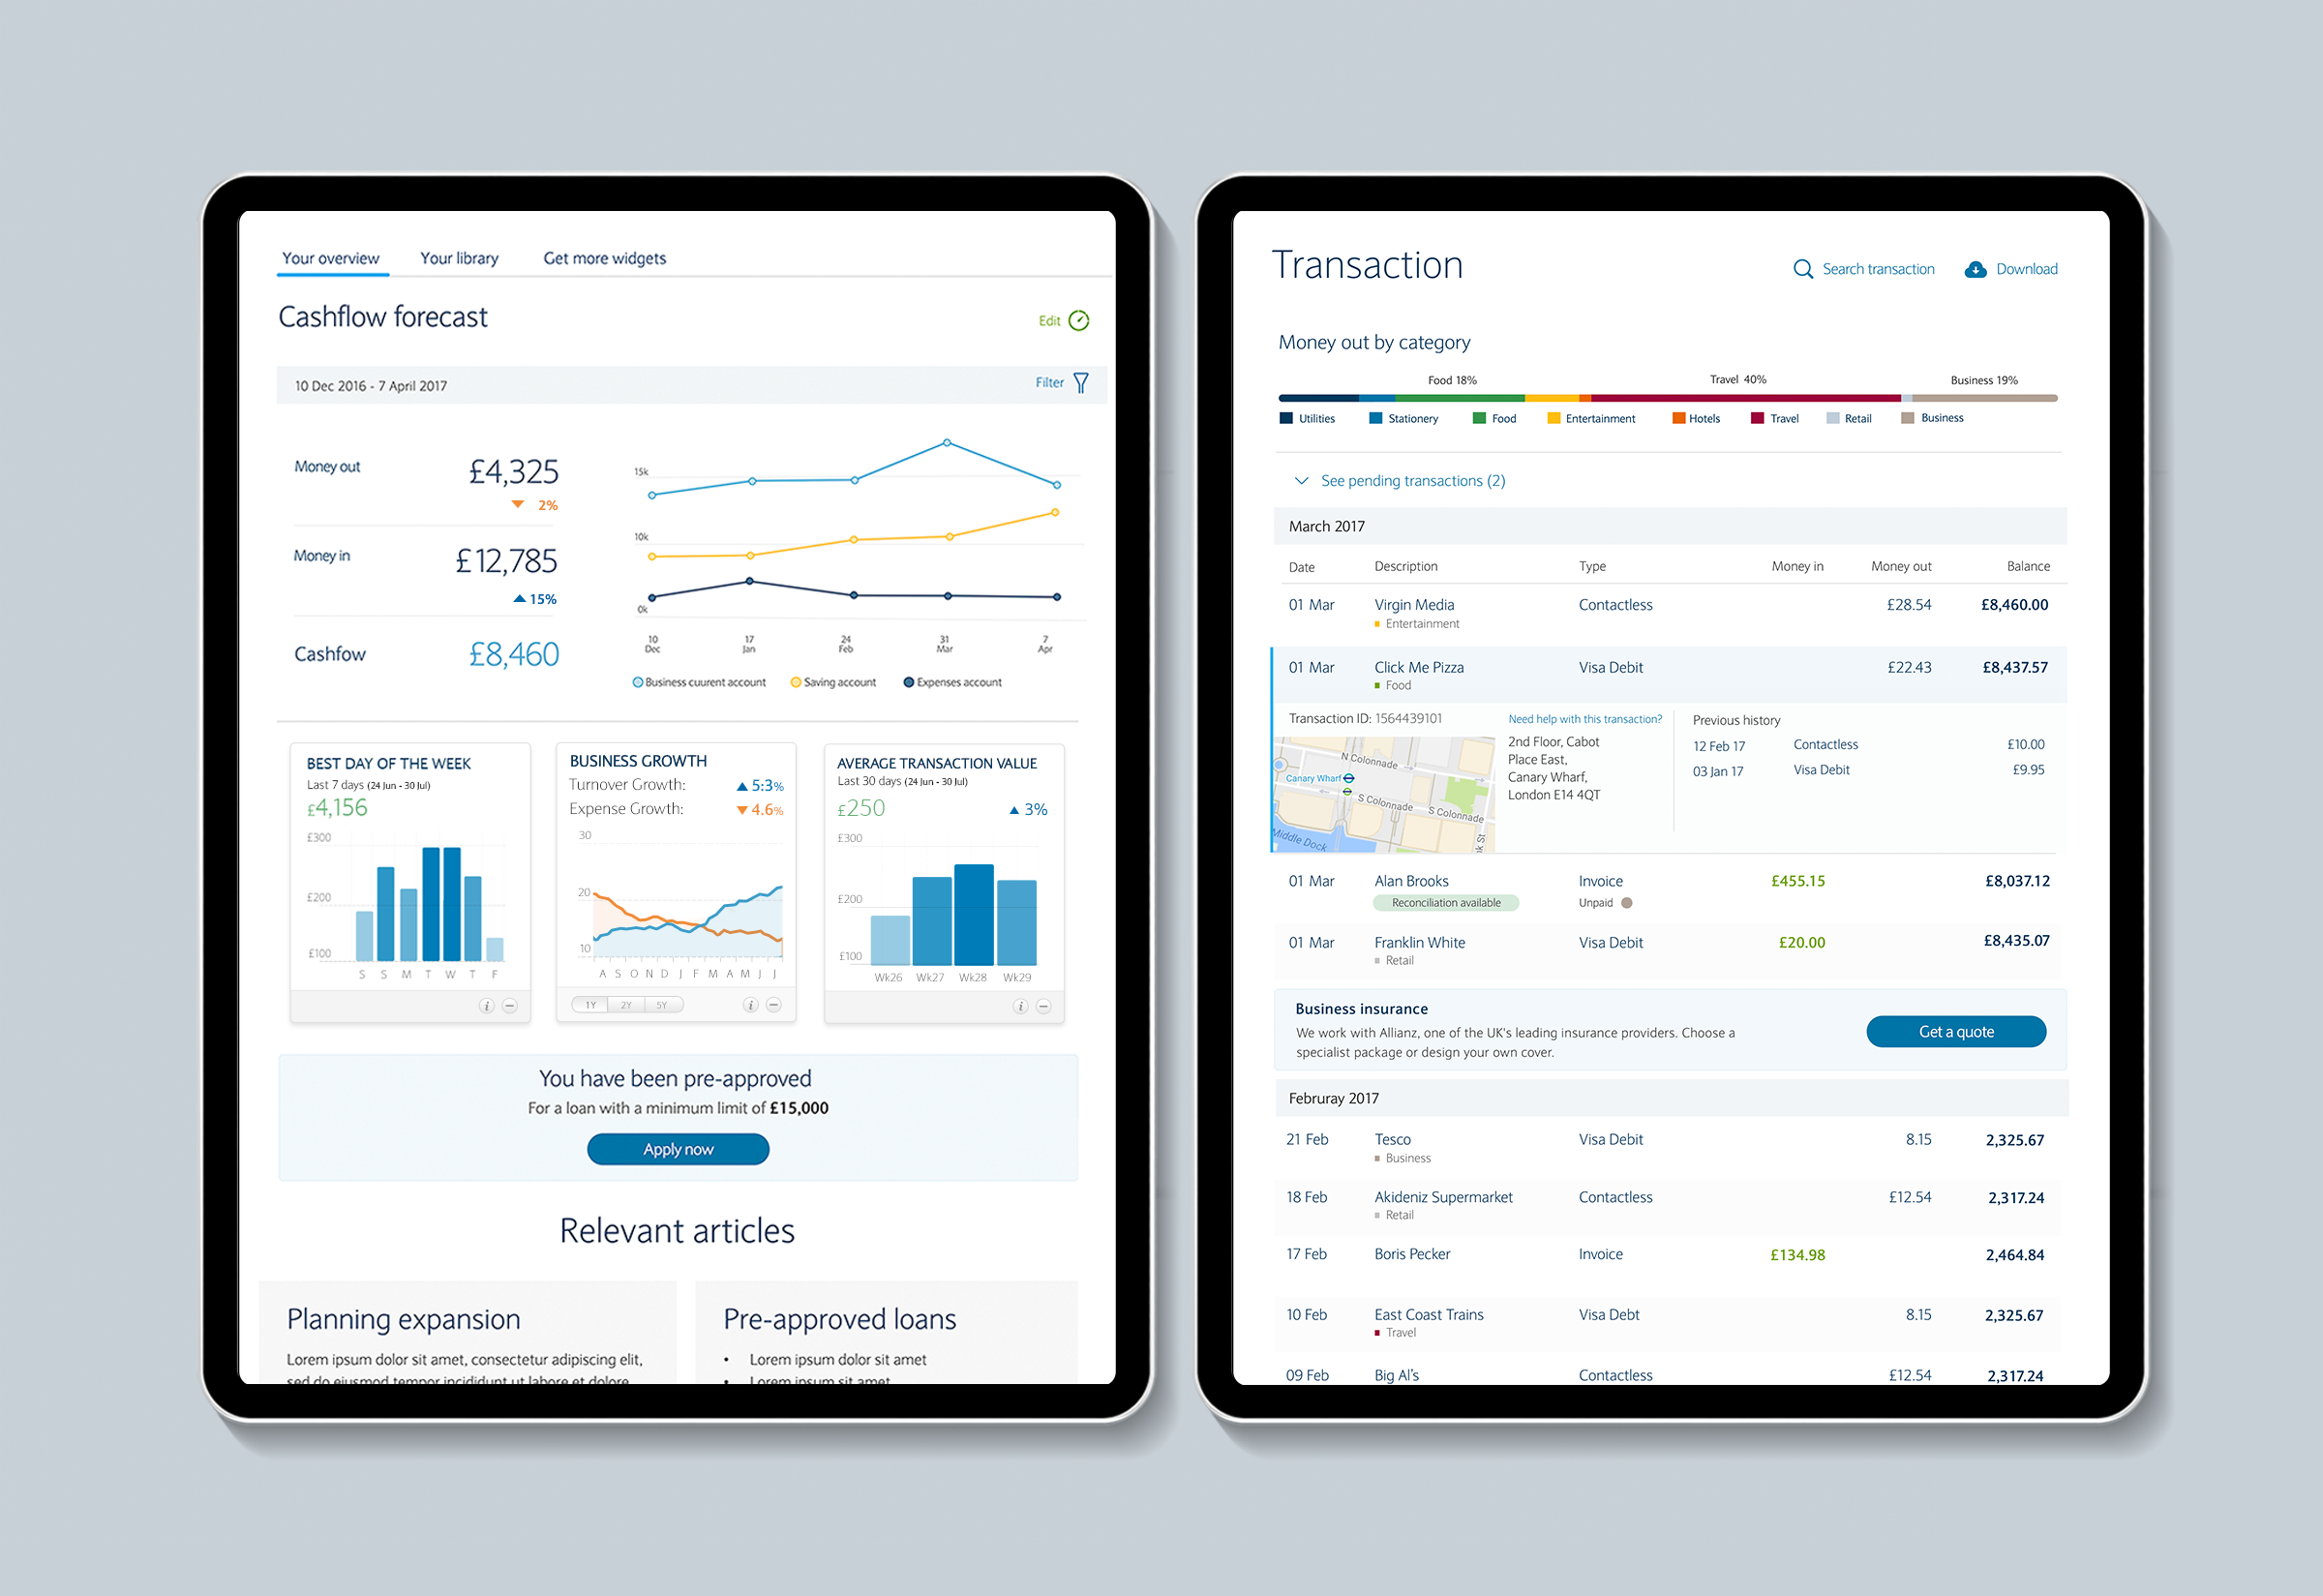 Your overview Your library Get more widgets
Cashflow forecast
Edit
10 Dec 2016 - 7 April 2017
Filter
Money out £4,325
2%
Money in £12,785
15%
Cashfow £8,460
15k
10k
0k
10 Dec 17 Jan 24 Feb 31 Mar 7 Apr
Business cuurent account Saving account Expenses account
BEST DAY OF THE WEEK
Last 7 days (24 Jun - 30 Jul)
£4,156
£300
£200
£100
S S M T W T F
i
BUSINESS GROWTH
Turnover Growth: 5:3%
Expense Growth: 4.6%
30
20
10
A S O N D J F M A M J J
1Y 2Y 5Y
i
AVERAGE TRANSACTION VALUE
Last 30 days (24 Jun - 30 Jul)
£250 3%
£300
£200
£100
Wk26 Wk27 Wk28 Wk29
i
You have been pre-approved
For a loan with a minimum limit of £15,000
Apply now
Relevant articles
Planning expansion
Lorem ipsum dolor sit amet, consectetur adipiscing elit,
sed do eiusmod tempor incididunt ut labore et dolore
Pre-approved loans
• Lorem ipsum dolor sit amet
• Lorem ipsum sit amet
Transaction
Search transaction Download
Money out by category
Food 18% Travel 40% Business 19%
Utilities Stationery Food Entertainment Hotels Travel Retail Business
See pending transactions (2)
March 2017
Date Description Type Money in Money out Balance
01 Mar Virgin Media Contactless £28.54 £8,460.00
Entertainment
01 Mar Click Me Pizza Visa Debit £22.43 £8,437.57
Food
Transaction ID: 1564439101
N Colonnade
Canary Wharf
S Colonnade
S Colonnade
Middle Dock
nk St
Need help with this transaction?
2nd Floor, Cabot
Place East,
Canary Wharf,
London E14 4QT
Previous history
12 Feb 17 Contactless £10.00
03 Jan 17 Visa Debit £9.95
01 Mar Alan Brooks Invoice £455.15 £8,037.12
Reconciliation available Unpaid
01 Mar Franklin White Visa Debit £20.00 £8,435.07
Retail
Business insurance
We work with Allianz, one of the UK's leading insurance providers. Choose a
specialist package or design your own cover.
Get a quote
Februray 2017
21 Feb Tesco Visa Debit 8.15 2,325.67
Business
18 Feb Akideniz Supermarket Contactless £12.54 2,317.24
Retail
17 Feb Boris Pecker Invoice £134.98 2,464.84
10 Feb East Coast Trains Visa Debt 8.15 2,325.67
Travel
09 Feb Big Al's Contactless £12.54 2,317.24